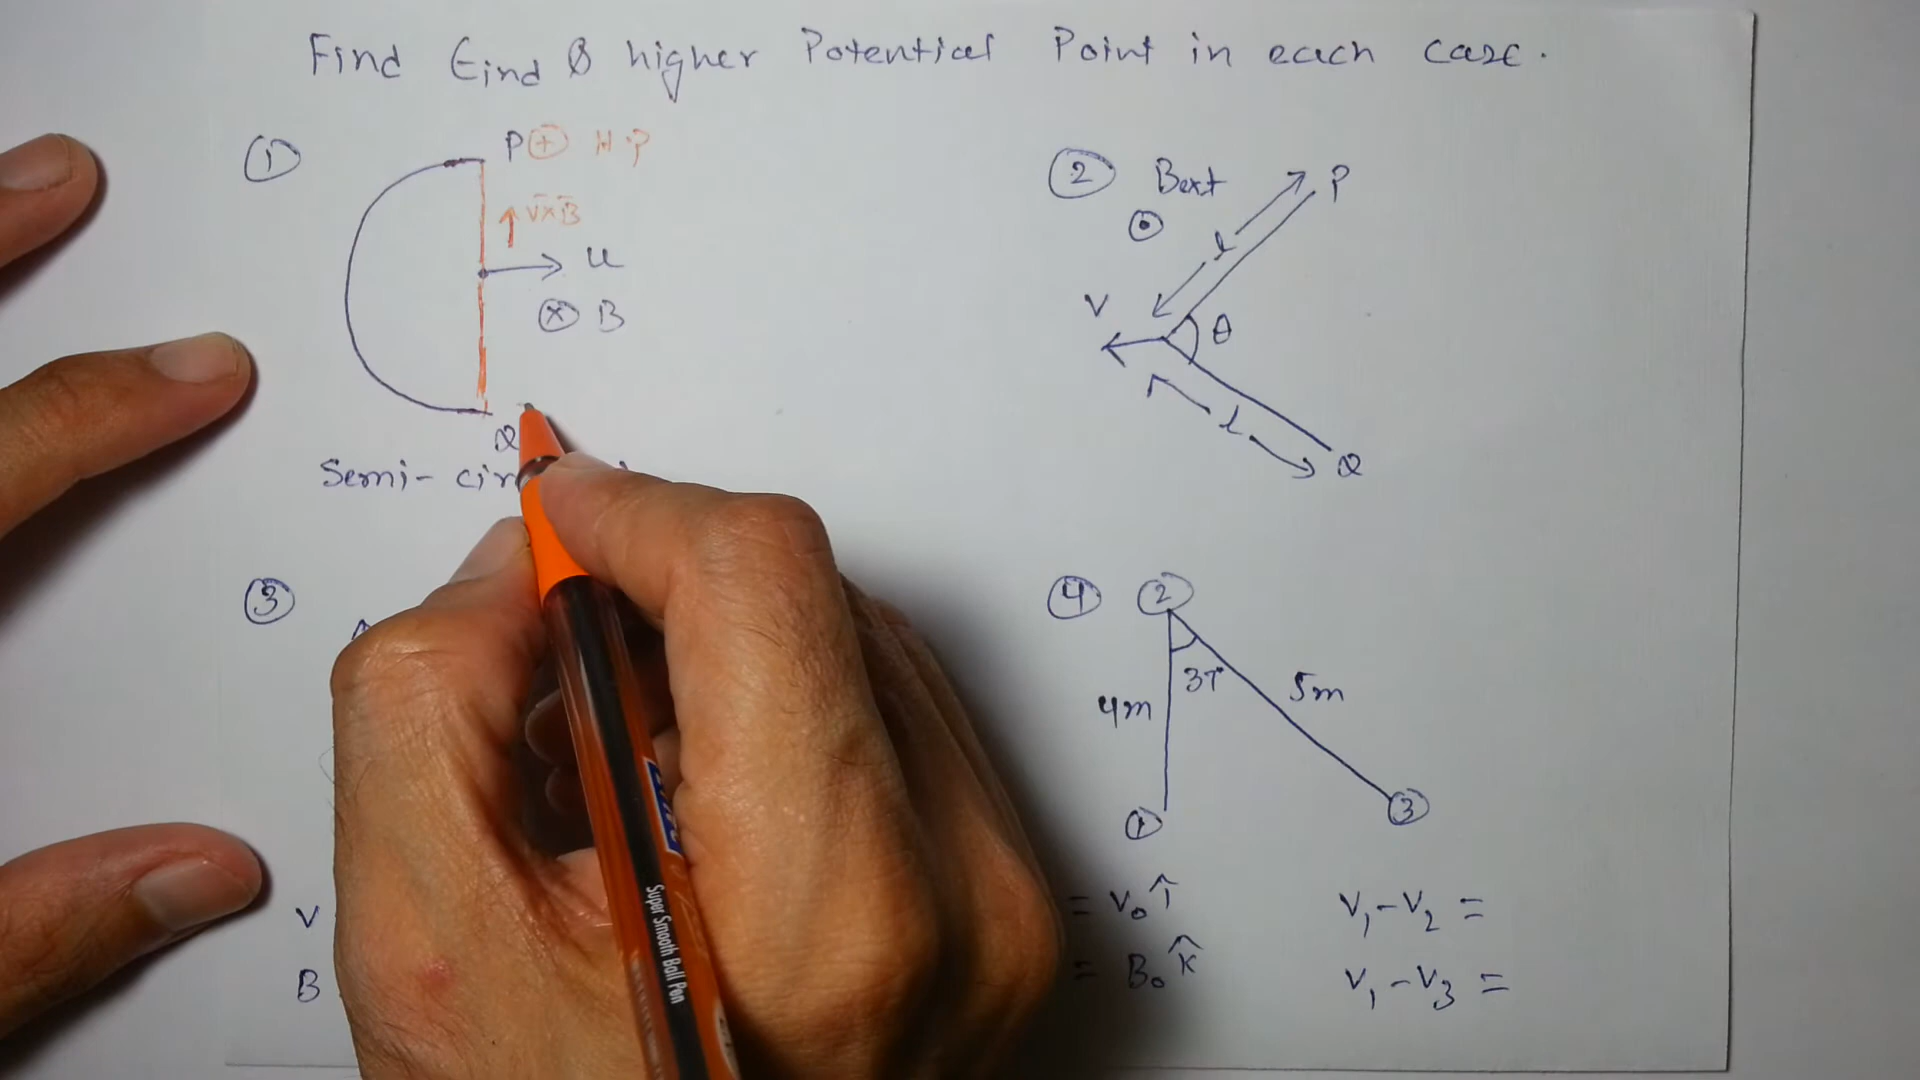 Find Eind & higher Potential Point in each case.
①
P ⊕ H.P
v̄×B̄
u
⊗ B
Q
Semi-
②
Bext
⊙
P
l
V
θ
l
Q
③
V
B
④
②
37°
4m
5m
①
③
= V₀ î
= B₀ k̂
V₁-V₂ =
V₁-V₃ =
Super Smooth Ball Pen